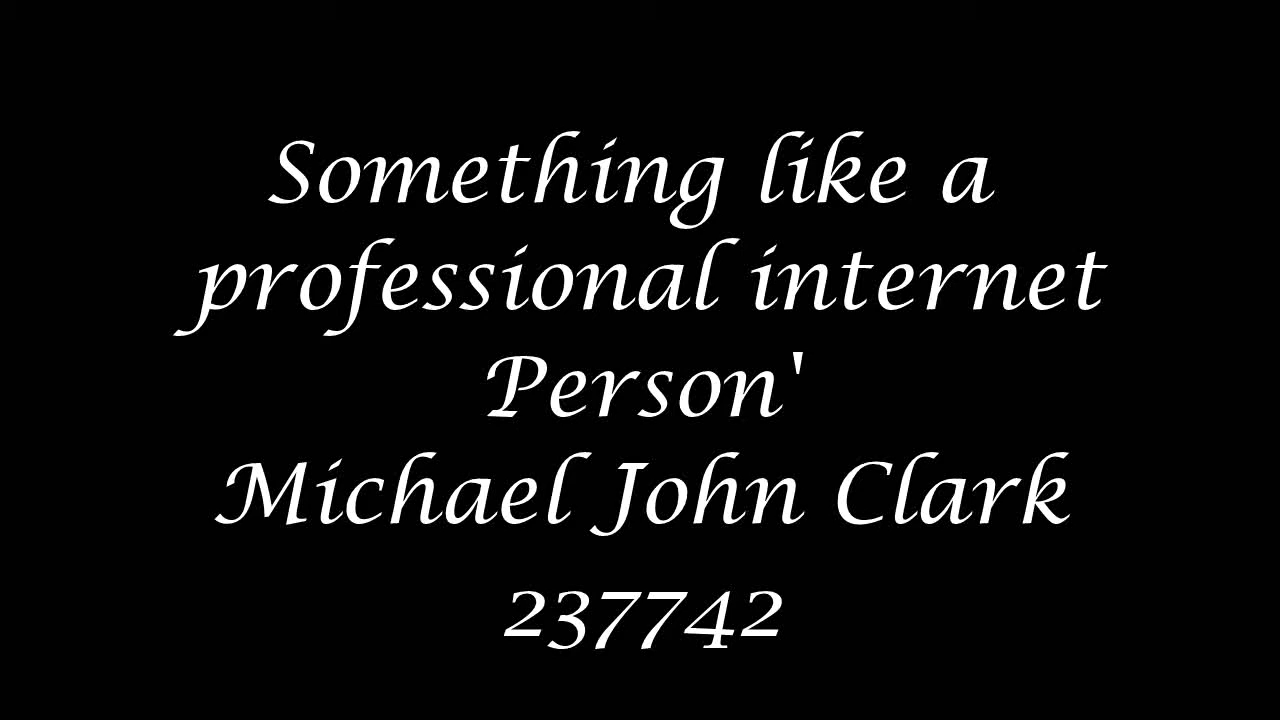 Something like a
professional internet
Person'
Michael John Clark
237742